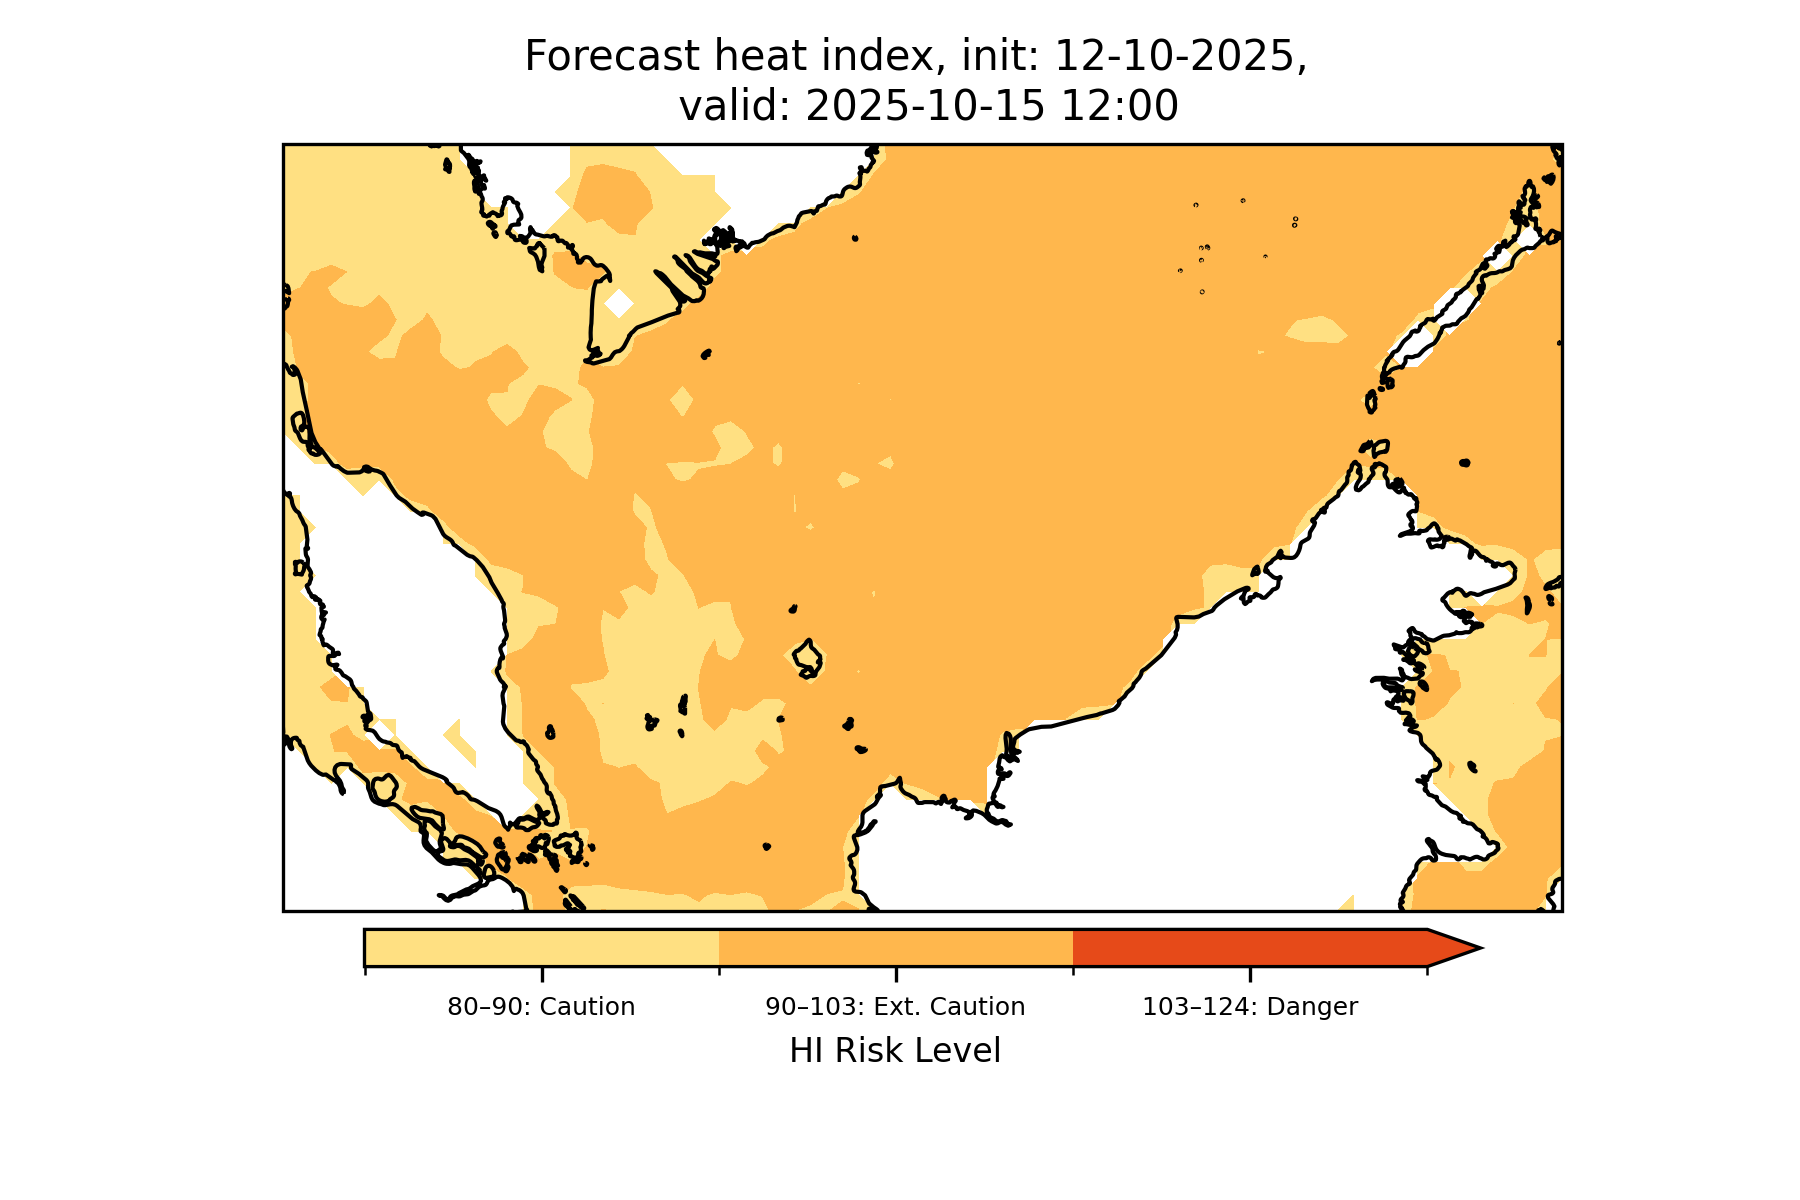 Forecast heat index, init: 12-10-2025,
valid: 2025-10-15 12:00
80–90: Caution
90–103: Ext. Caution
103–124: Danger
HI Risk Level